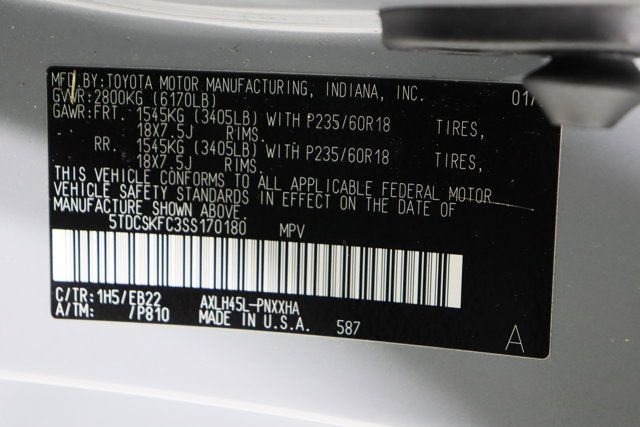 MFD.BY:TOYOTA MOTOR MANUFACTURING, INDIANA, INC. 01/
GVWR:2800KG (6170LB)
GAWR:FRT. 1545KG (3405LB) WITH P235/60R18 TIRES,
18X7.5J RIMS.
RR. 1545KG (3405LB) WITH P235/60R18 TIRES,
18X7.5J RIMS.
THIS VEHICLE CONFORMS TO ALL APPLICABLE FEDERAL MOTOR
VEHICLE SAFETY STANDARDS IN EFFECT ON THE DATE OF
MANUFACTURE SHOWN ABOVE.
5TDCSKFC3SS170180 MPV
C/TR:1H5/EB22 AXLH45L-PNXXHA
A/TM: /P810 MADE IN U.S.A. 587
A